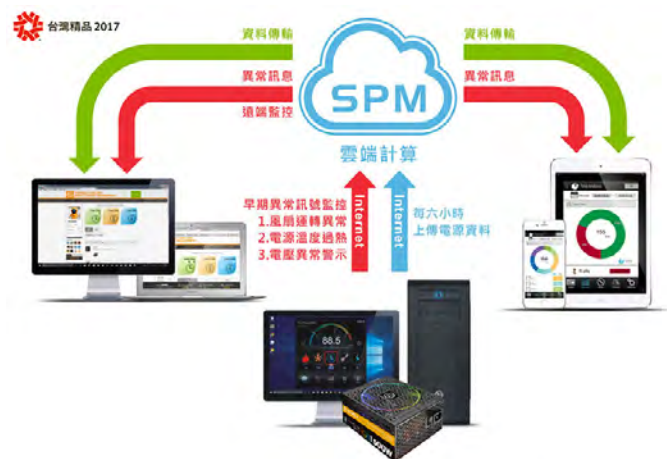 台灣精品 2017
資料傳輸
異常訊息
遠端監控
SPM
雲端計算
資料傳輸
異常訊息
早期異常訊號監控
1.風扇運轉異常
2.電源溫度過熱
3.電壓異常警示
Internet
Internet
每六小時
上傳電源資料
88.5